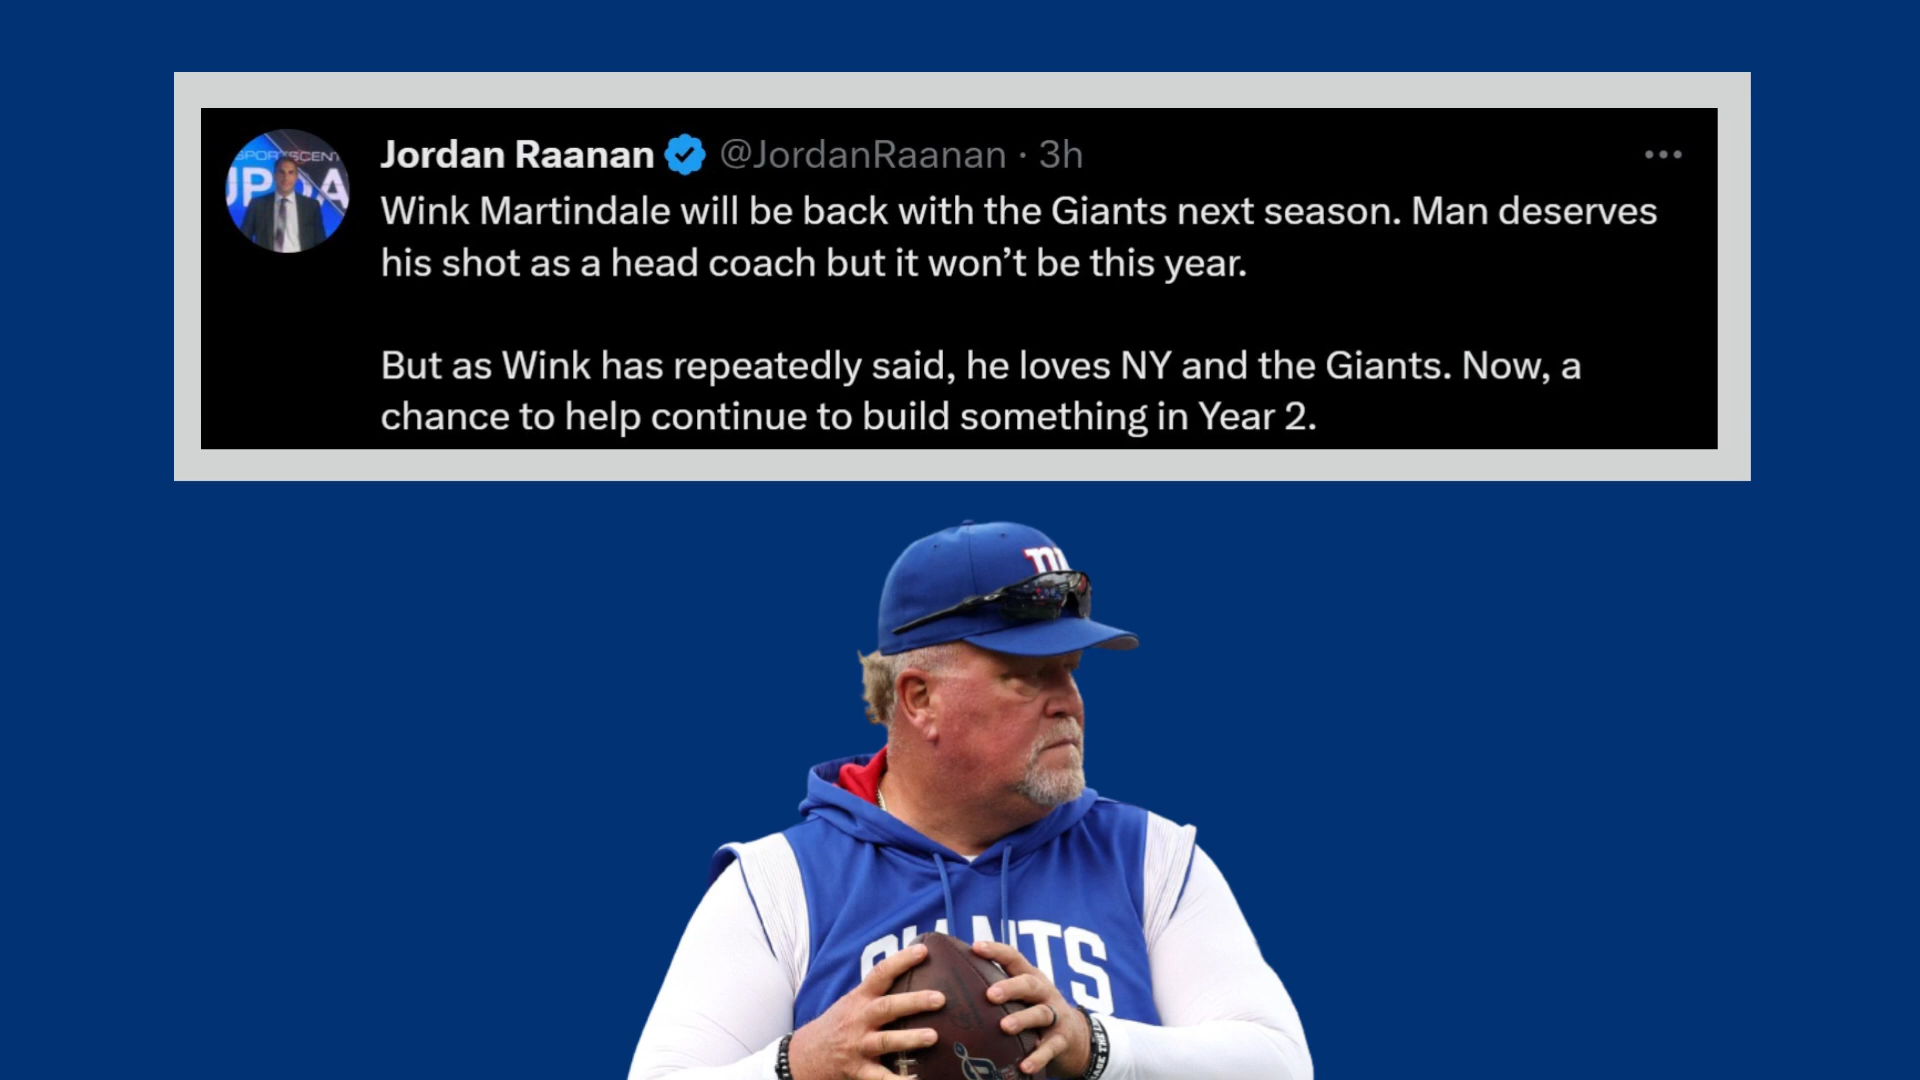 Jordan Raanan @JordanRaanan · 3h
Wink Martindale will be back with the Giants next season. Man deserves
his shot as a head coach but it won’t be this year.
But as Wink has repeatedly said, he loves NY and the Giants. Now, a
chance to help continue to build something in Year 2.
ny
GIANTS